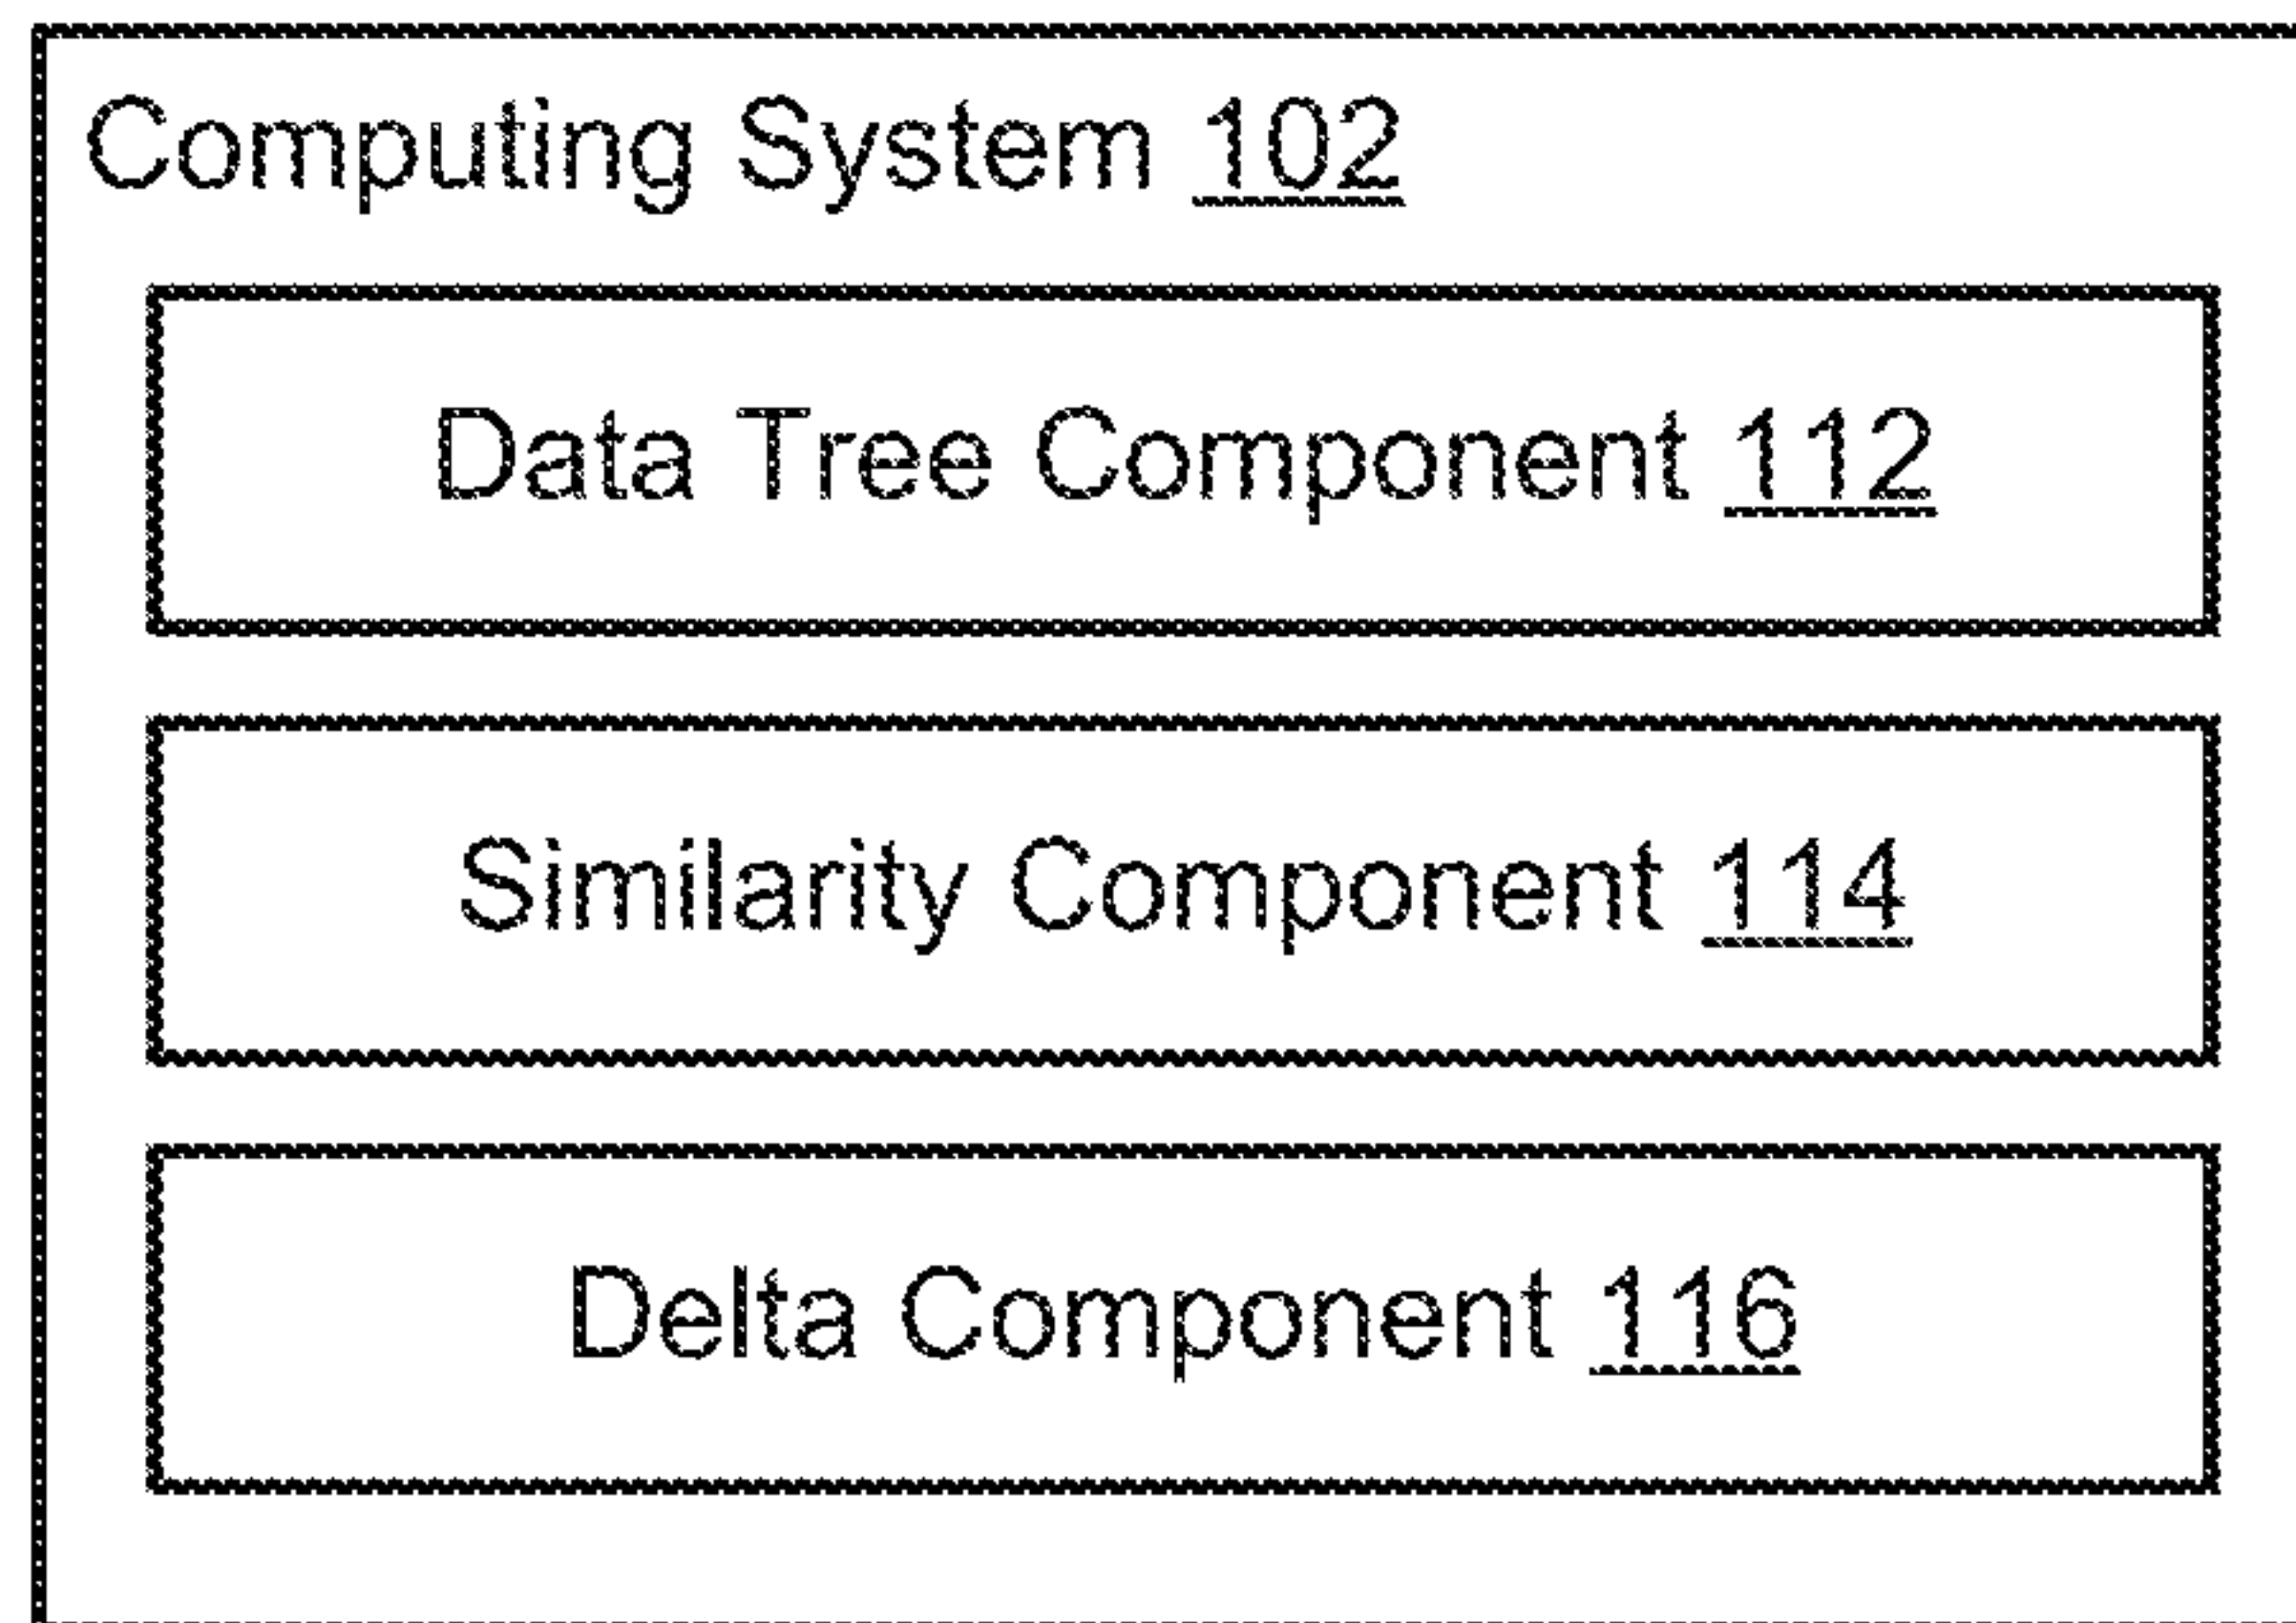 Computing System 102
Data Tree Component 112
Similarity Component 114
Delta Component 116